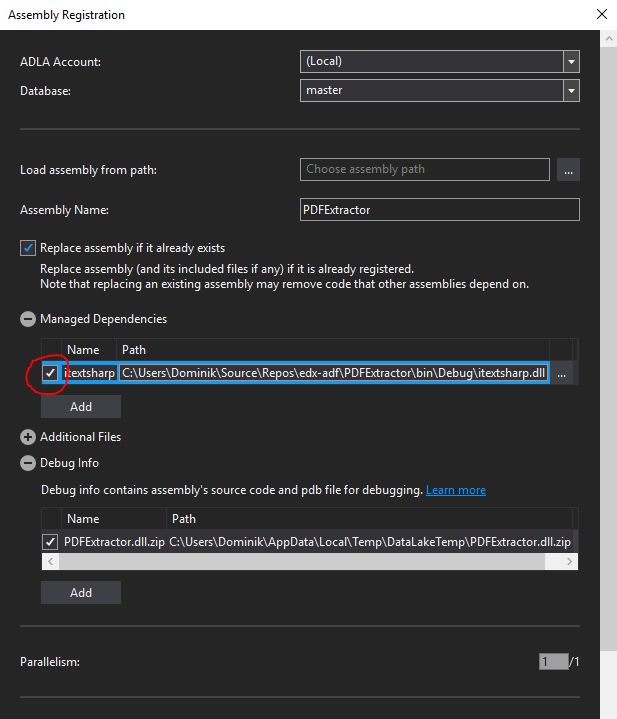 Assembly Registration
ADLA Account: (Local)
Database: master
Load assembly from path: Choose assembly path ...
Assembly Name: PDFExtractor
Replace assembly if it already exists
Replace assembly (and its included files if any) if it is already registered.
Note that replacing an existing assembly may remove code that other assemblies depend on.
Managed Dependencies
Name Path
itextsharp C:\Users\Dominik\Source\Repos\edx-adf\PDFExtractor\bin\Debug\itextsharp.dll ...
Add
Additional Files
Debug Info
Debug info contains assembly's source code and pdb file for debugging. Learn more
Name Path
PDFExtractor.dll.zip C:\Users\Dominik\AppData\Local\Temp\DataLakeTemp\PDFExtractor.dll.zip
Add
Parallelism: 1 /1